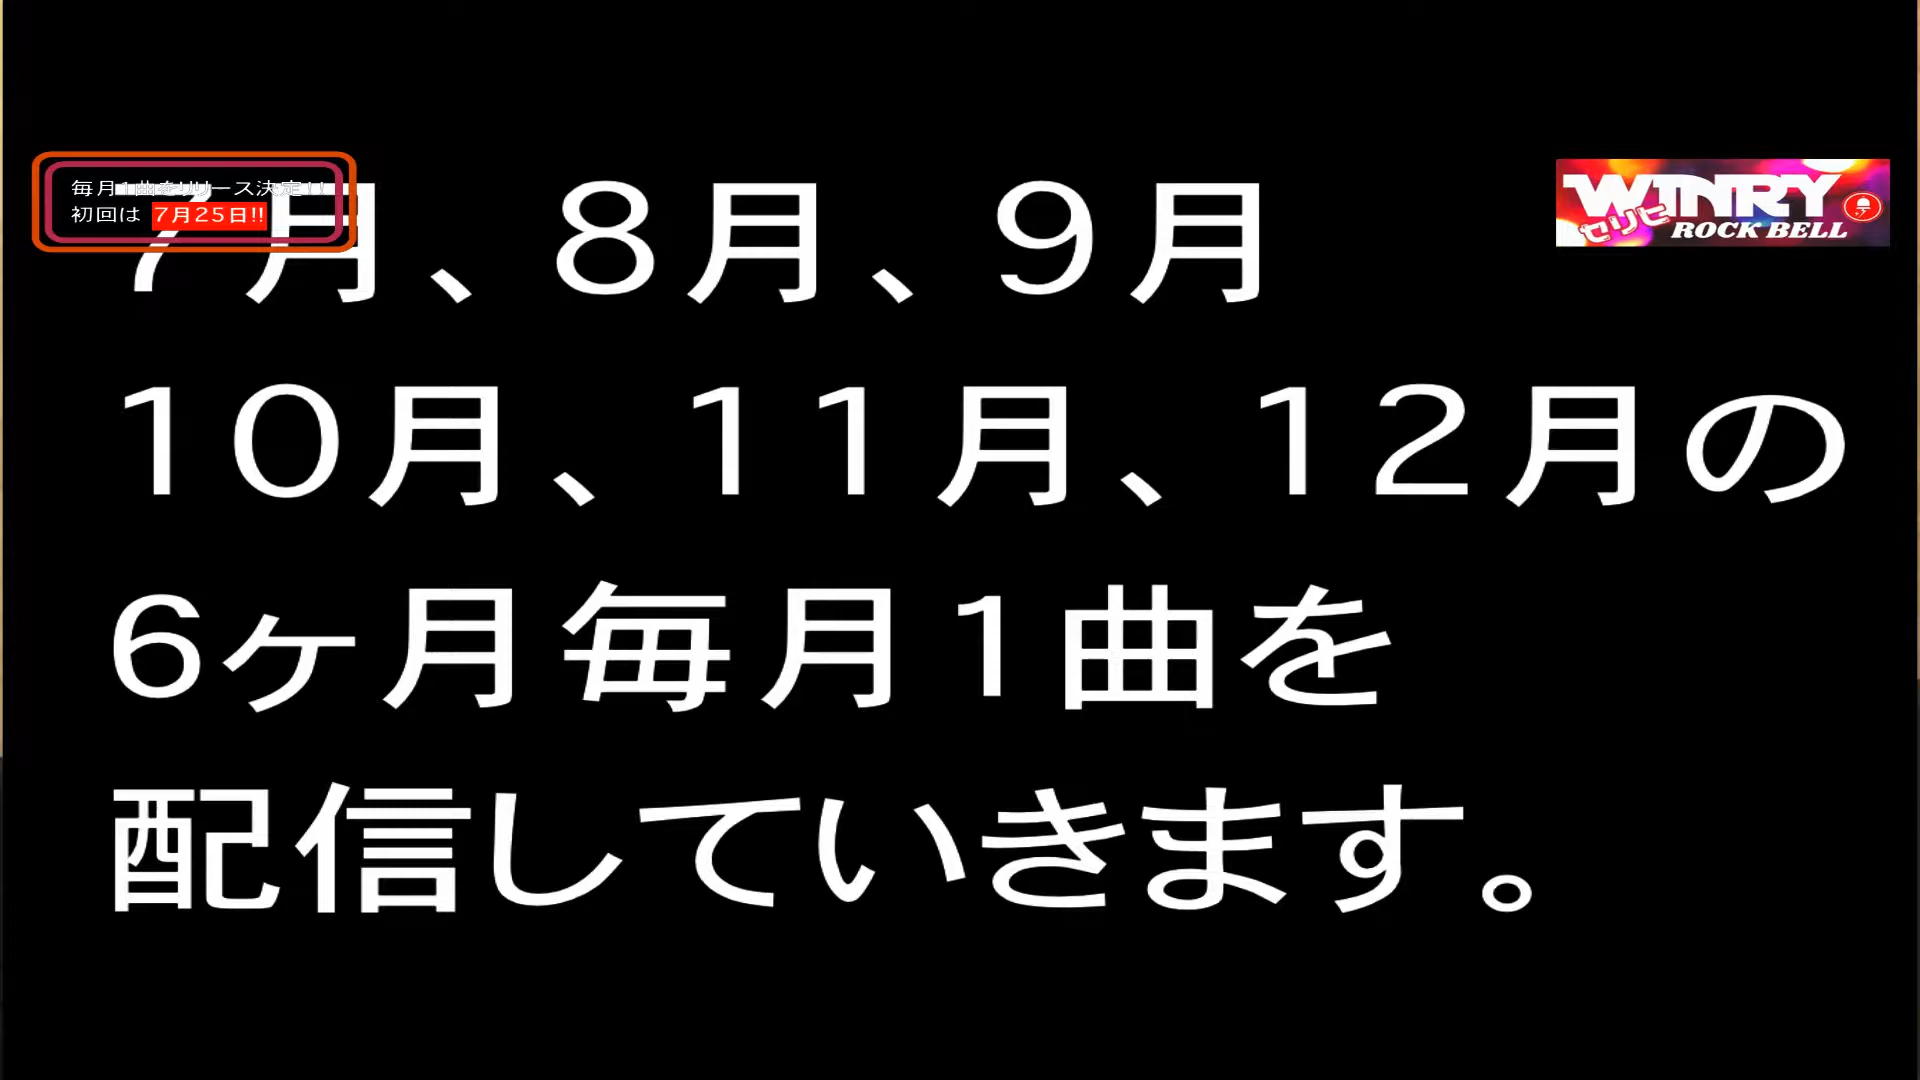 毎月1曲をリリース決定!!
初回は 7月25日!!
WINRY
ゼリヒ
ROCK BELL
7月、8月、9月
10月、11月、12月の
6ヶ月毎月1曲を
配信していきます。